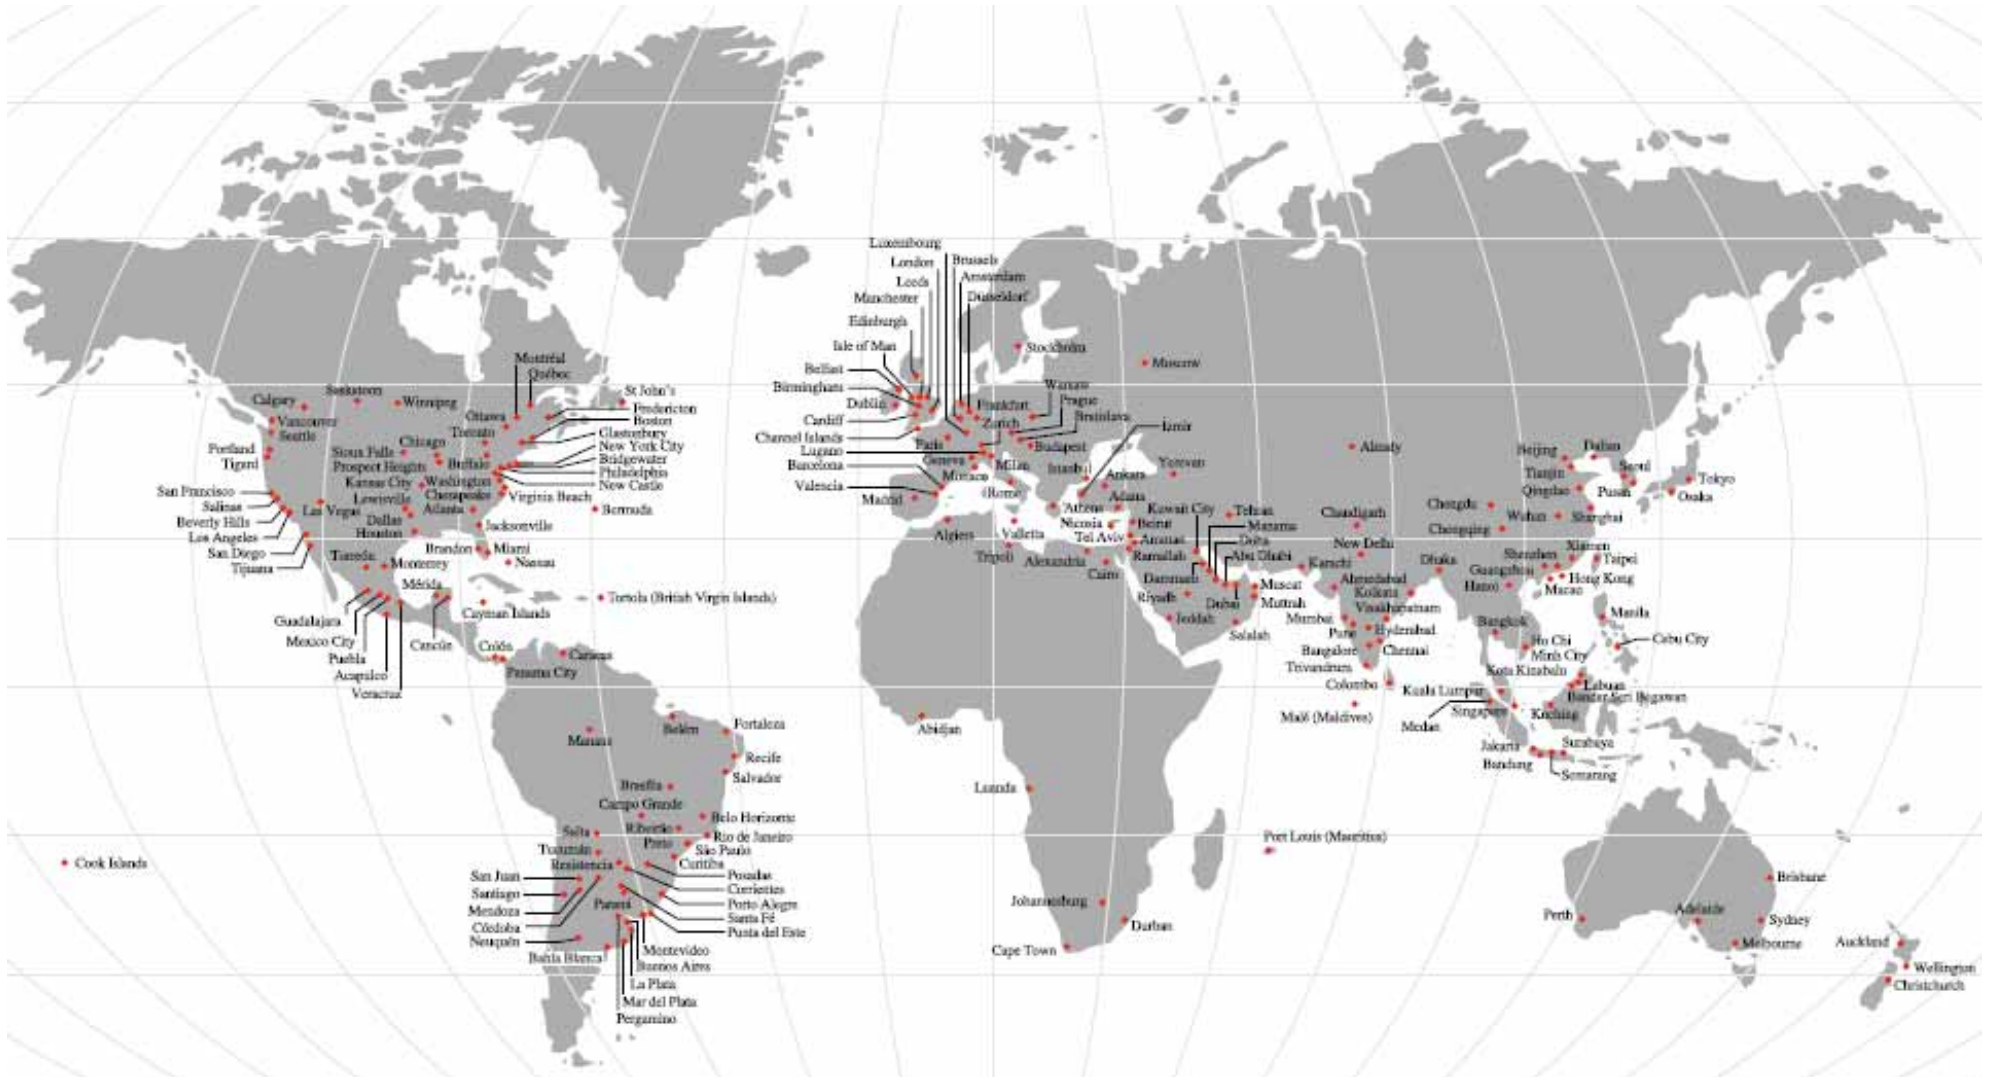 Luxembourg
London
Brussels
Leeds
Amsterdam
Manchester
Dusseldorf
Edinburgh
Isle of Man
Stockholm
Belfast
Moscow
Birmingham
Warsaw
Dublin
Frankfurt
Prague
Cardiff
Zurich
Bratislava
Izmir
Channel Islands
Paris
Budapest
Lugano
Geneva
Milan
Istanbul
Barcelona
Monaco
Ankara
Yerevan
Valencia
Madrid
(Rome
Adana
Athens
Algiers
Valletta
Nicosia
Beirut
Tel Aviv
Amman
Tripoli
Alexandria
Ramallah
Cairo
Montréal
Québec
St John's
Saskatoon
Calgary
Winnipeg
Fredericton
Ottawa
Boston
Vancouver
Seattle
Toronto
Glastonbury
Chicago
New York City
Portland
Sioux Falls
Bridgewater
Tigard
Prospect Heights
Buffalo
Philadelphia
Kansas City
Washington
New Castle
San Francisco
Lewisville
Chesapeake
Virginia Beach
Salinas
Las Vegas
Atlanta
Bermuda
Beverly Hills
Dallas
Jacksonville
Los Angeles
Houston
San Diego
Brandon
Miami
Tijuana
Monterrey
Nassau
Mérida
Tortola (British Virgin Islands)
Cayman Islands
Guadalajara
Mexico City
Cancún
Colón
Puebla
Caracas
Acapulco
Panama City
Veracruz
Kuwait City
Tehran
Manama
Doha
Abu Dhabi
Dammam
Riyadh
Dubai
Muscat
Muttrah
Jeddah
Salalah
Almaty
Chandigarh
New Delhi
Karachi
Ahmedabad
Dhaka
Kolkata
Visakhapatnam
Mumbai
Pune
Hyderabad
Bangalore
Chennai
Trivandrum
Colombo
Malé (Maldives)
Beijing
Dalian
Tianjin
Seoul
Tokyo
Qingdao
Pusan
Osaka
Chengdu
Wuhan
Shanghai
Chongqing
Xiamen
Shenzhen
Taipei
Guangzhou
Hong Kong
Hanoi
Macao
Manila
Bangkok
Cebu City
Ho Chi
Minh City
Kota Kinabalu
Labuan
Kuala Lumpur
Bandar Seri Begawan
Singapore
Kuching
Medan
Jakarta
Surabaya
Bandung
Semarang
Abidjan
Luanda
Port Louis (Mauritius)
Johannesburg
Durban
Cape Town
Manaus
Belém
Fortaleza
Recife
Salvador
Brasília
Campo Grande
Belo Horizonte
Salta
Ribeirão
Preto
Rio de Janeiro
Tucumán
São Paulo
Resistencia
Curitiba
San Juan
Posadas
Santiago
Corrientes
Mendoza
Paraná
Porto Alegre
Córdoba
Santa Fé
Neuquén
Punta del Este
Bahía Blanca
Montevideo
Buenos Aires
La Plata
Mar del Plata
Pergamino
Cook Islands
Brisbane
Perth
Adelaide
Sydney
Melbourne
Auckland
Wellington
Christchurch